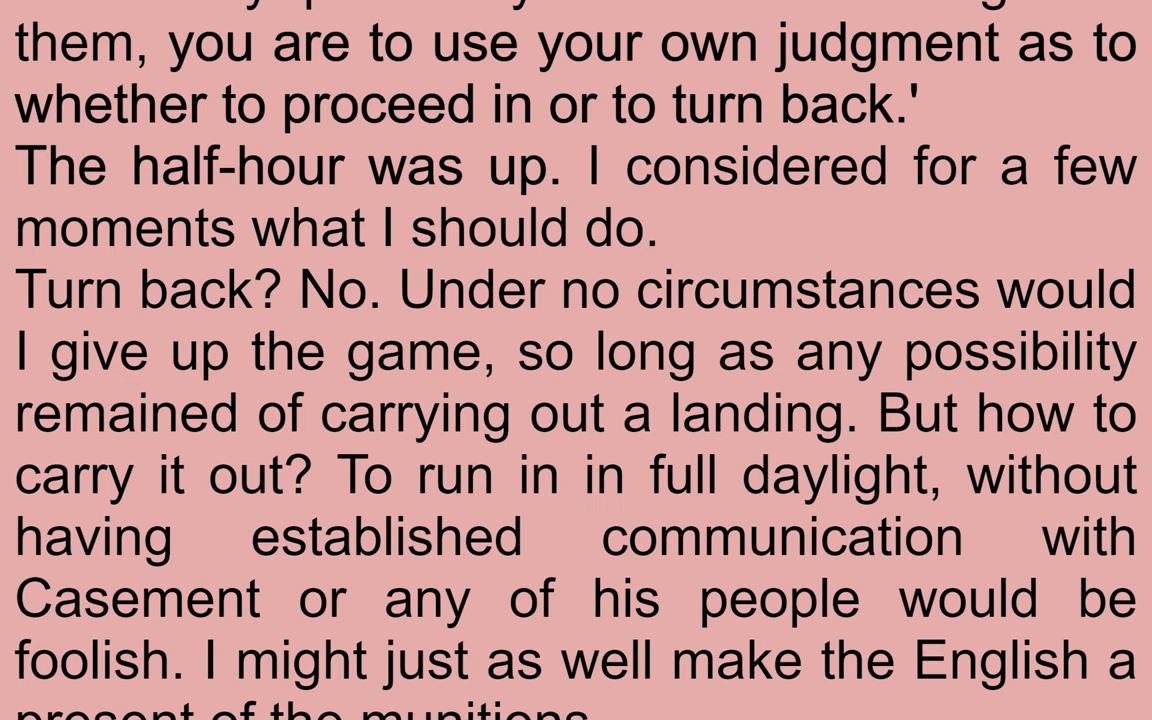 them, you are to use your own judgment as to
whether to proceed in or to turn back.'
The half-hour was up. I considered for a few
moments what I should do.
Turn back? No. Under no circumstances would
I give up the game, so long as any possibility
remained of carrying out a landing. But how to
carry it out? To run in in full daylight, without
having established communication with
Casement or any of his people would be
foolish. I might just as well make the English a
present of the munitions.